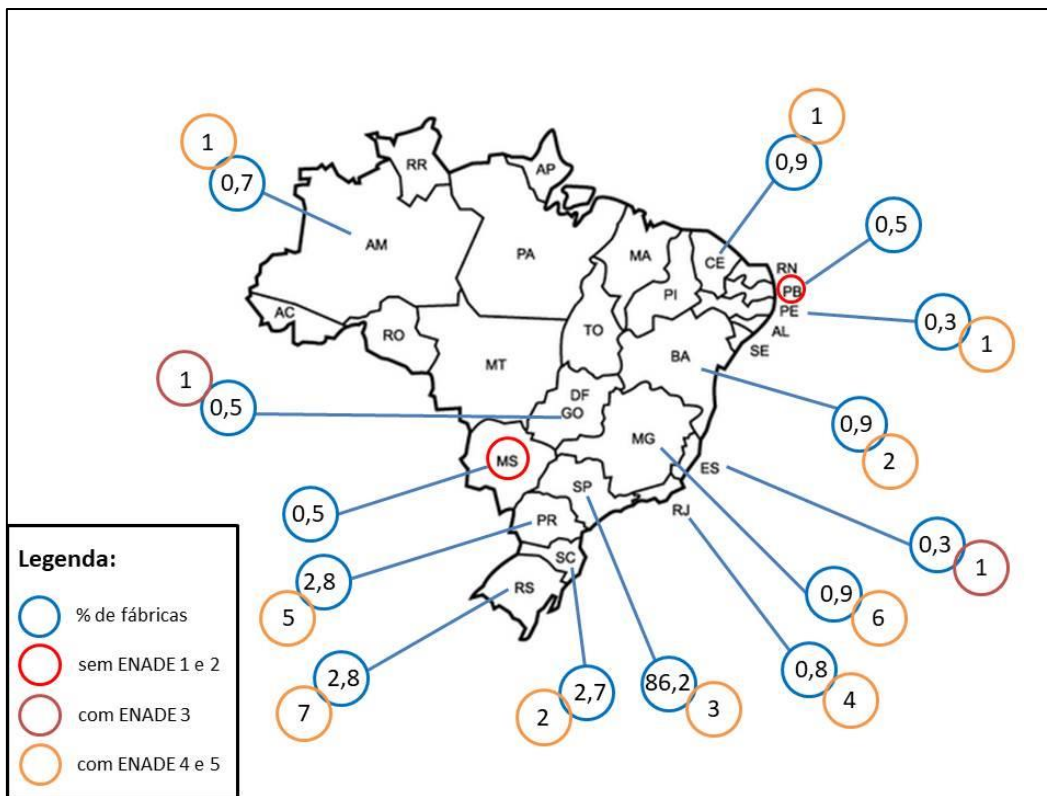 1
0,7
1
0,9
0,5
0,3
1
1
0,5
0,9
2
0,5
0,3
1
2,8
5
0,9
6
2,8
7
2,7
2
86,2
3
0,8
4
RR
AP
AM
PA
MA
CE
RN
PB
PI
PE
AL
SE
AC
RO
TO
BA
MT
DF
GO
MG
ES
MS
SP
RJ
PR
SC
RS
Legenda:
% de fábricas
sem ENADE 1 e 2
com ENADE 3
com ENADE 4 e 5